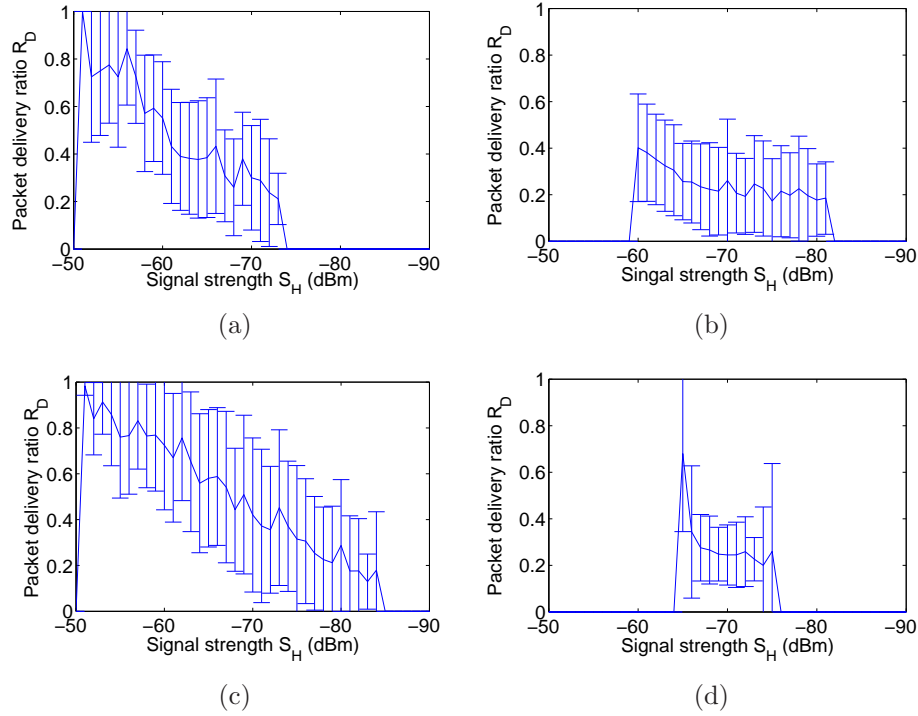 1
0.8
0.6
0.4
0.2
0
Packet delivery ratio R_D
−50 −60 −70 −80 −90
Signal strength S_H (dBm)
(a)
1
0.8
0.6
0.4
0.2
0
Packet delivery ratio R_D
−50 −60 −70 −80 −90
Singal strength S_H (dBm)
(b)
1
0.8
0.6
0.4
0.2
0
Packet delivery ratio R_D
−50 −60 −70 −80 −90
Signal strength S_H (dBm)
(c)
1
0.8
0.6
0.4
0.2
0
Packet delivery ratio R_D
−50 −60 −70 −80 −90
Signal strength S_H (dBm)
(d)